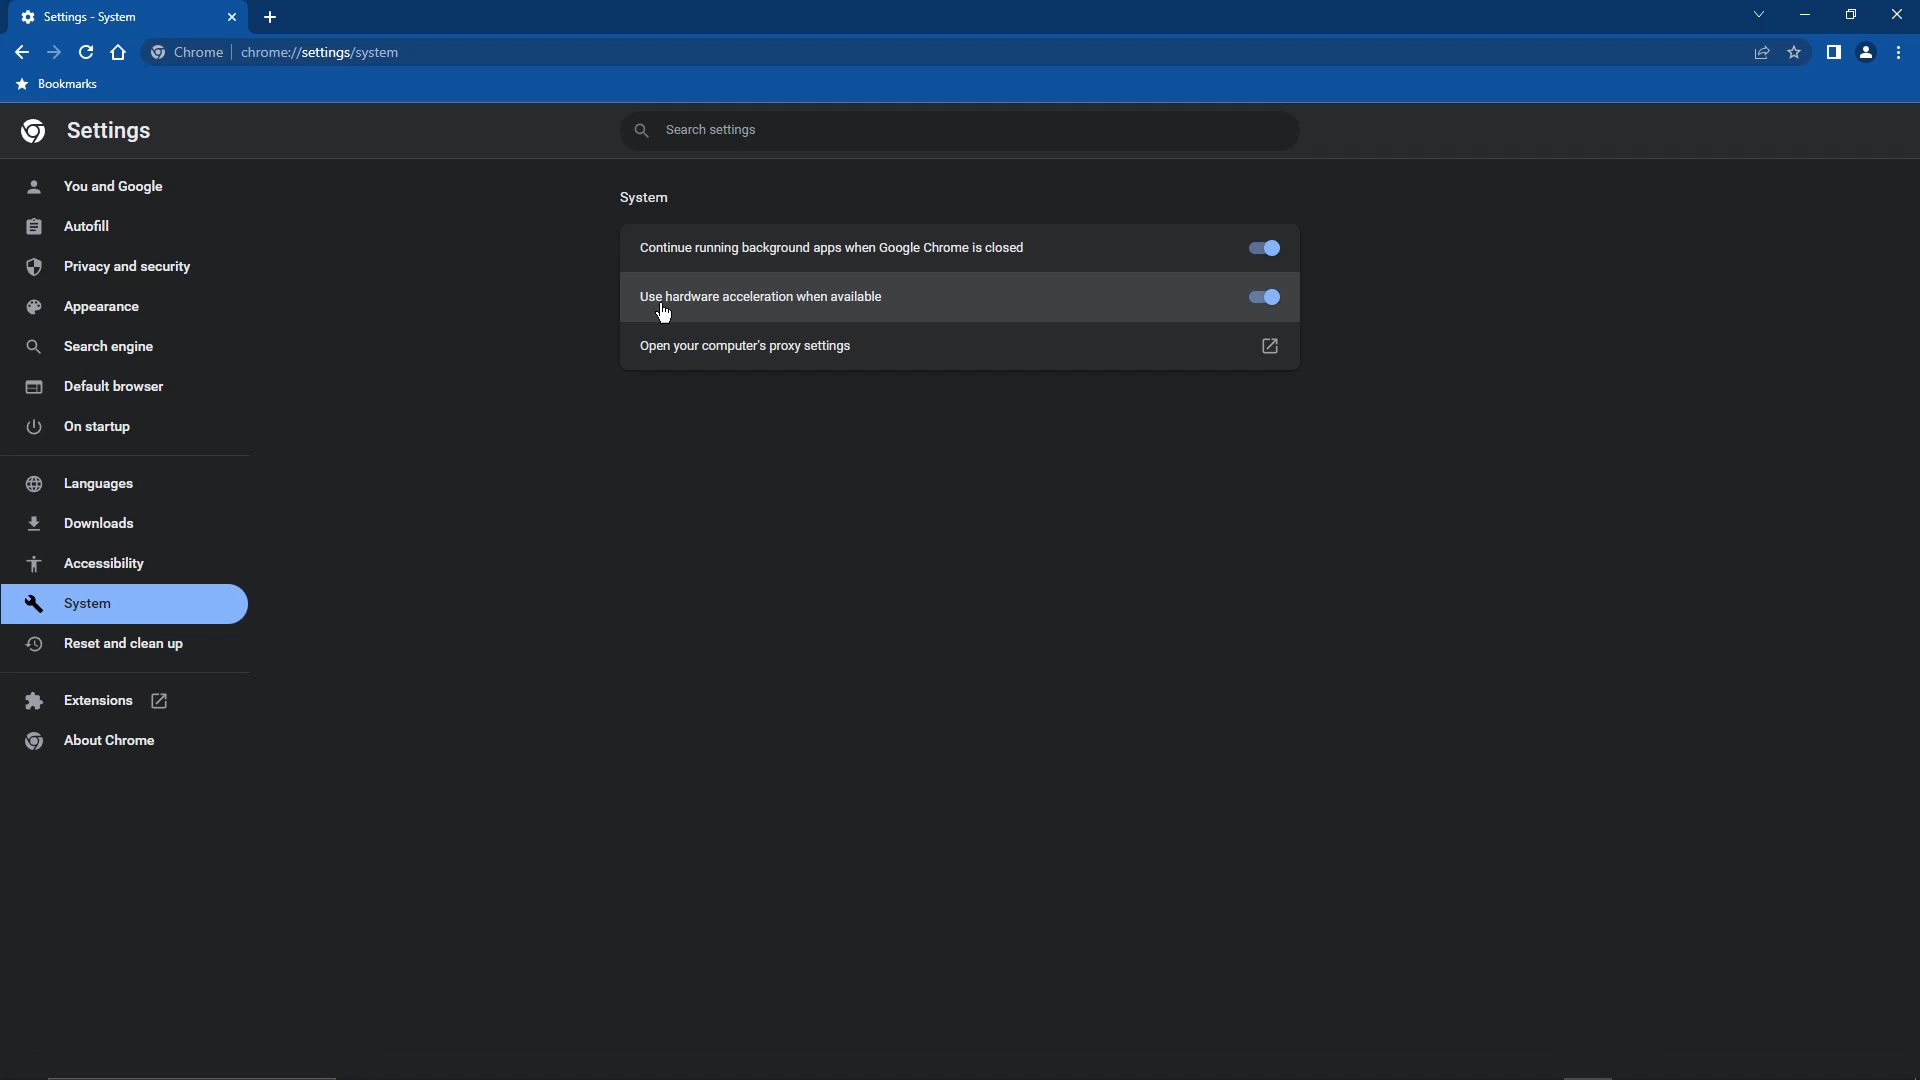 Settings - System
Chrome chrome://settings/system
Bookmarks
Settings
Search settings
You and Google
Autofill
Privacy and security
Appearance
Search engine
Default browser
On startup
Languages
Downloads
Accessibility
System
Reset and clean up
Extensions
About Chrome
System
Continue running background apps when Google Chrome is closed
Use hardware acceleration when available
Open your computer's proxy settings